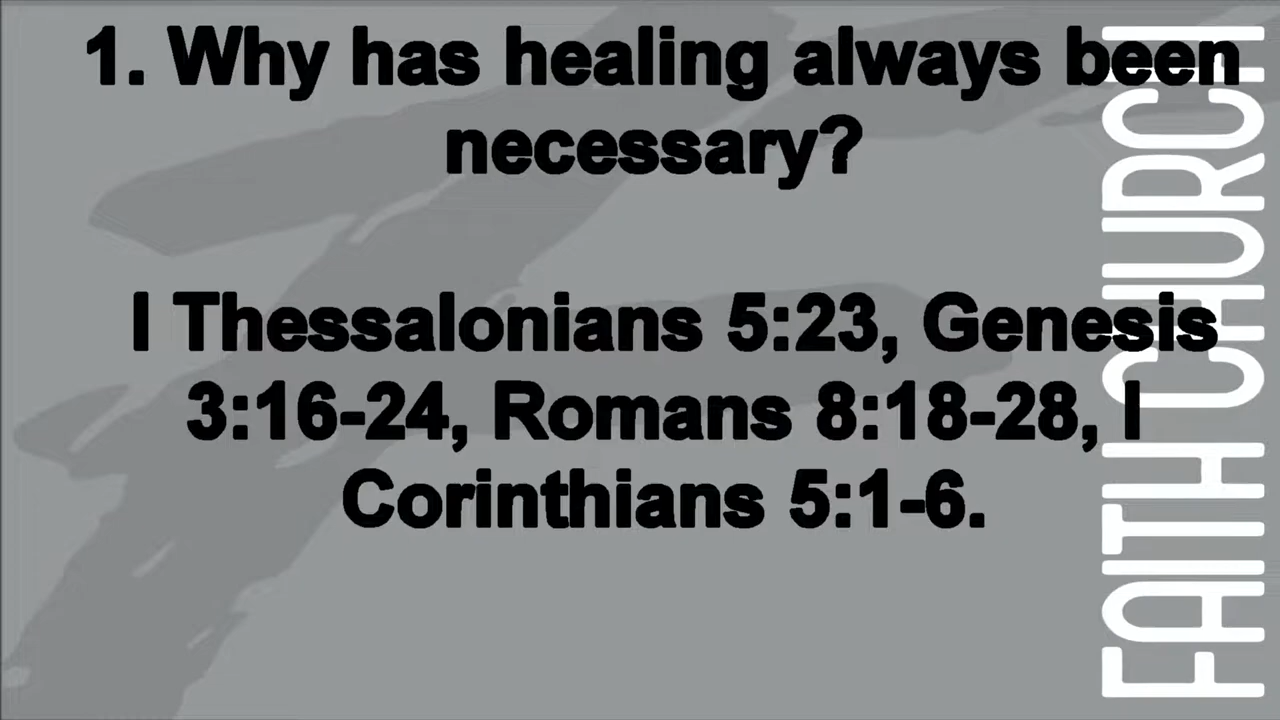 1. Why has healing always been
necessary?
I Thessalonians 5:23, Genesis
3:16-24, Romans 8:18-28, I
Corinthians 5:1-6.
FAITH CHURCH